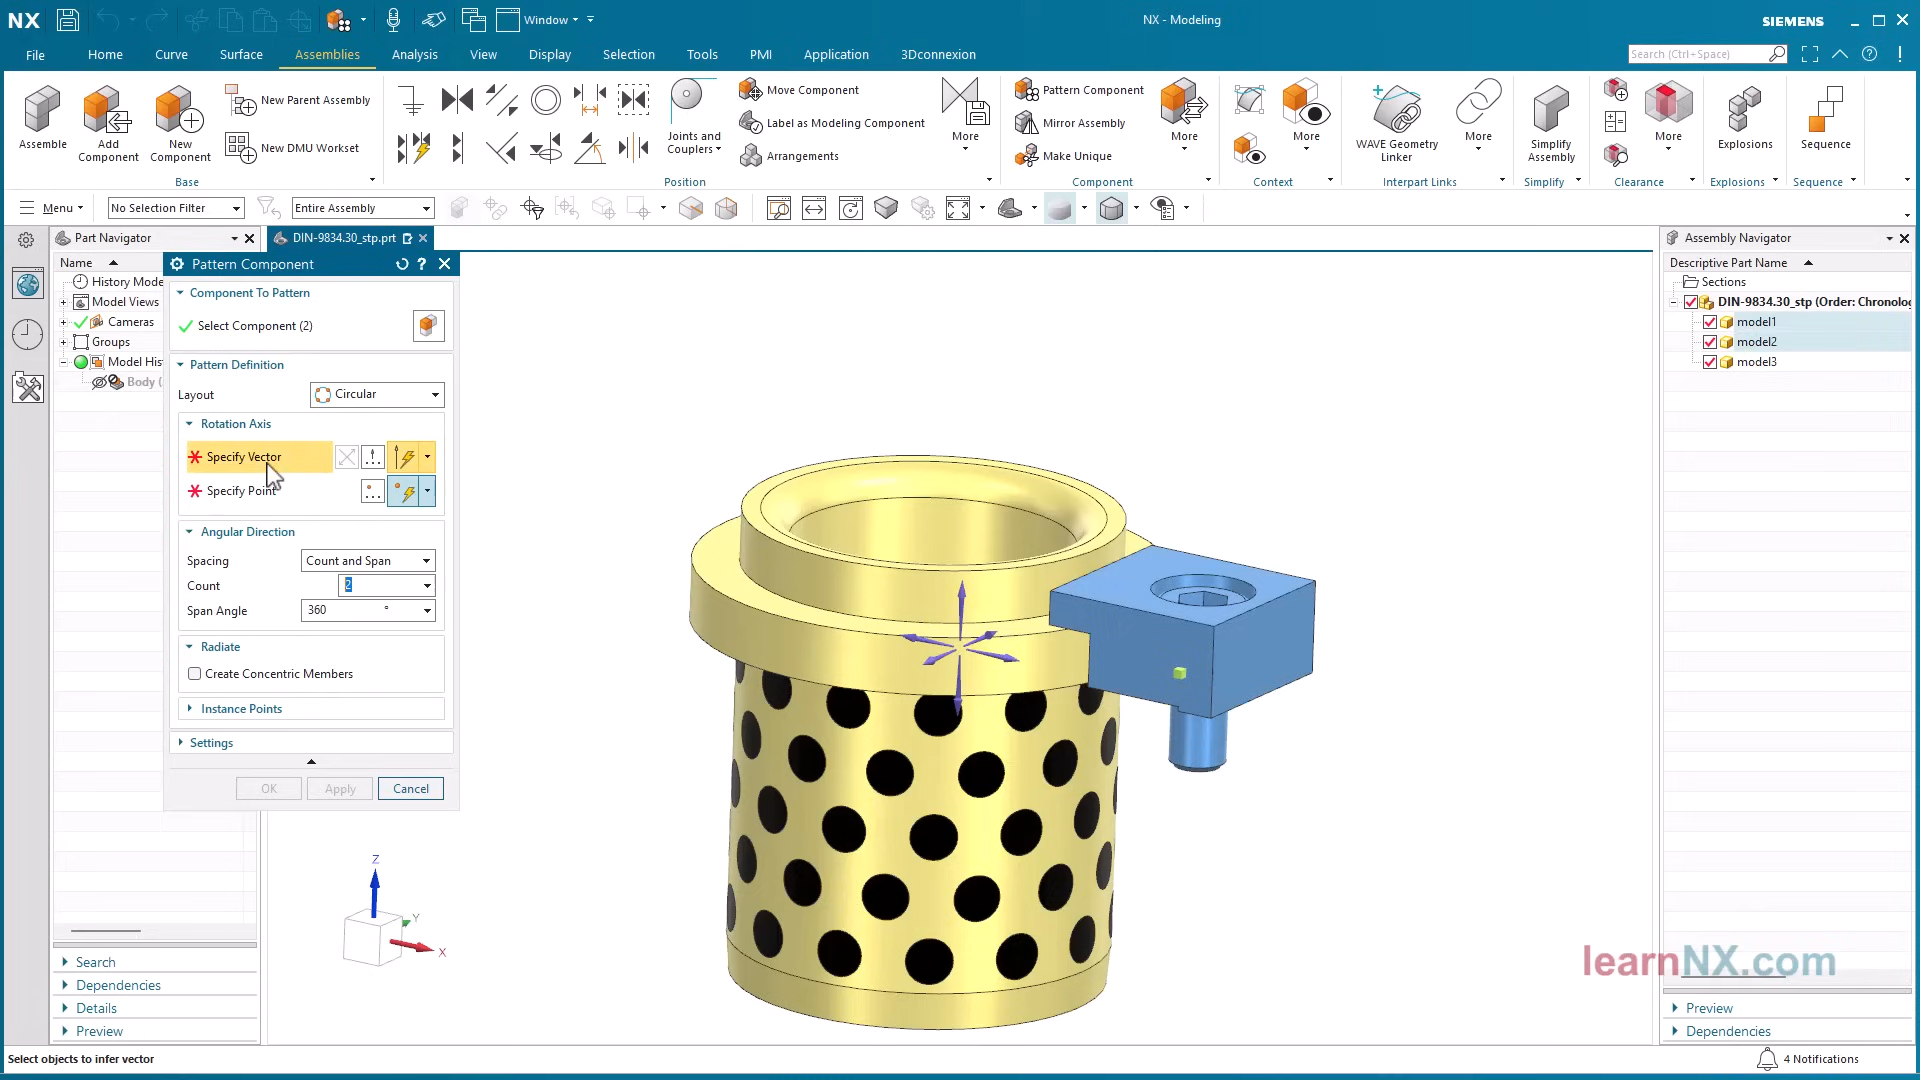 NX
Window
NX - Modeling
SIEMENS
File
Home
Curve
Surface
Assemblies
Analysis
View
Display
Selection
Tools
PMI
Application
3Dconnexion
Search (Ctrl+Space)
Assemble
Add
Component
New
Component
New Parent Assembly
New DMU Workset
Base
Joints and
Couplers
Move Component
Label as Modeling Component
Arrangements
More
Position
Pattern Component
Mirror Assembly
Make Unique
More
Component
More
Context
WAVE Geometry
Linker
More
Interpart Links
Simplify
Assembly
Simplify
More
Clearance
Explosions
Explosions
Sequence
Sequence
Menu
No Selection Filter
Entire Assembly
Part Navigator
DIN-9834.30_stp.prt
Assembly Navigator
Name
History Mode
Model Views
Cameras
Groups
Model His
Body (
Pattern Component
Component To Pattern
Select Component (2)
Pattern Definition
Layout
Circular
Rotation Axis
Specify Vector
Specify Point
Angular Direction
Spacing
Count and Span
Count
2
Span Angle
360
°
Radiate
Create Concentric Members
Instance Points
Settings
OK
Apply
Cancel
Descriptive Part Name
Sections
DIN-9834.30_stp (Order: Chronolog
model1
model2
model3
Z
Y
X
learnNX.com
Search
Dependencies
Details
Preview
Preview
Dependencies
Select objects to infer vector
4 Notifications